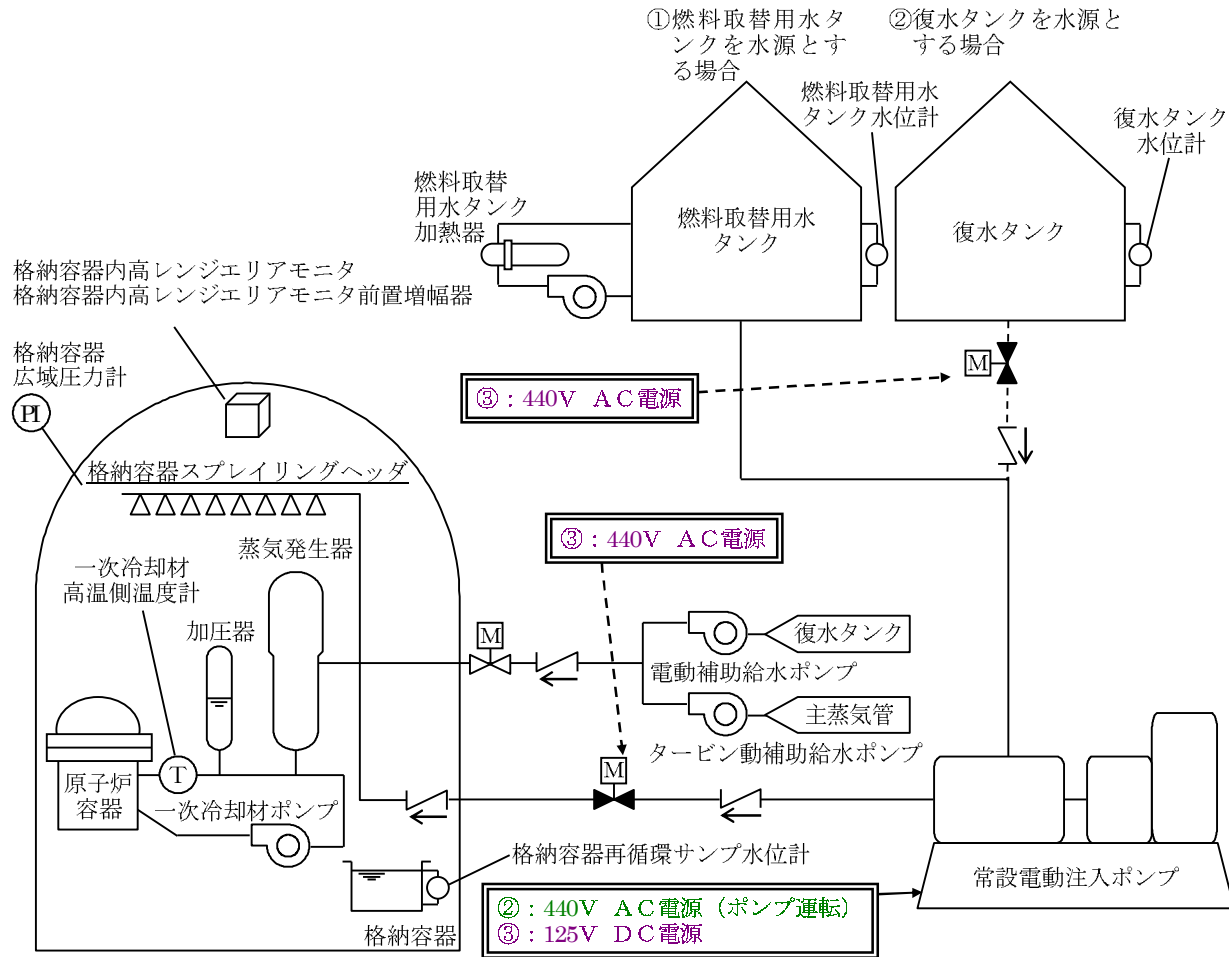 ①燃料取替用水タ
ンクを水源とす
る場合
②復水タンクを水源と
する場合
燃料取替用水
タンク水位計
復水タンク
水位計
燃料取替
用水タンク
加熱器
燃料取替用水
タンク
復水タンク
格納容器内高レンジエリアモニタ
格納容器内高レンジエリアモニタ前置増幅器
格納容器
広域圧力計
PI
M
③:440V AC電源
格納容器スプレイリングヘッダ
③:440V AC電源
蒸気発生器
一次冷却材
高温側温度計
加圧器
M
復水タンク
電動補助給水ポンプ
主蒸気管
タービン動補助給水ポンプ
M
T
原子炉
容器
一次冷却材ポンプ
格納容器再循環サンプ水位計
常設電動注入ポンプ
②:440V AC電源(ポンプ運転)
③:125V DC電源
格納容器